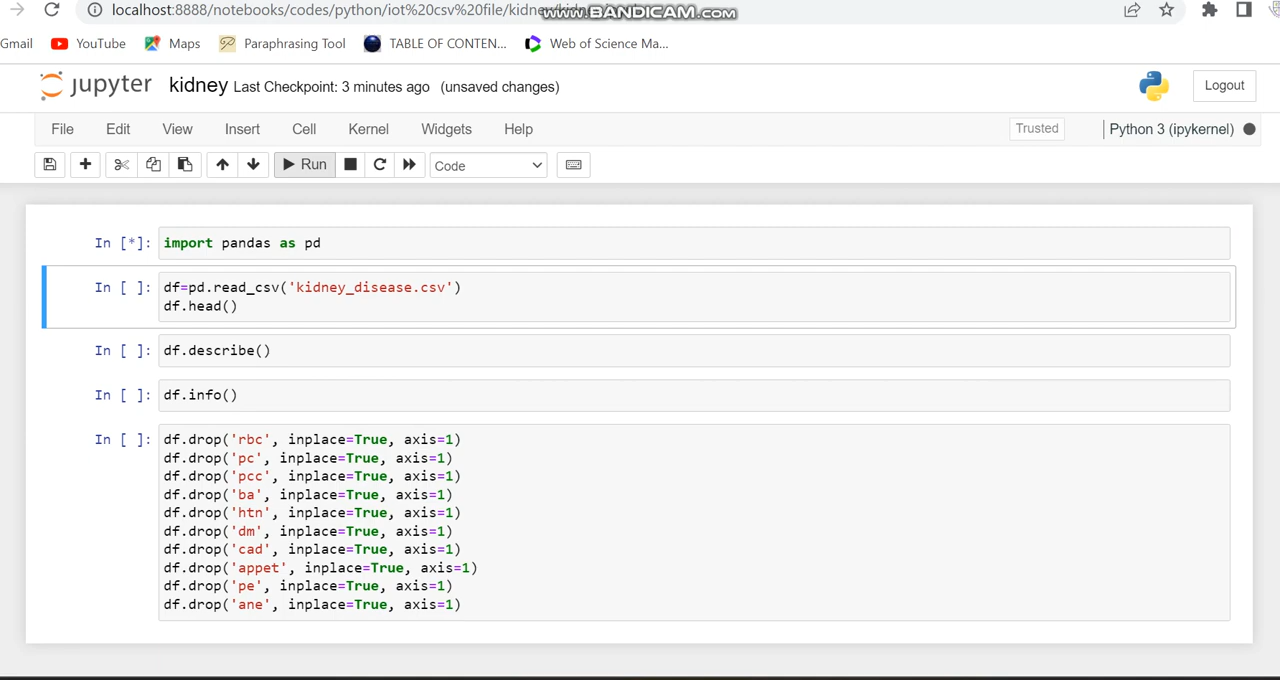 localhost:8888/notebooks/codes/python/iot%20csv%20file/kidney/
www.BANDICAM.com
Gmail YouTube Maps Paraphrasing Tool TABLE OF CONTEN... Web of Science Ma...
jupyter kidney Last Checkpoint: 3 minutes ago (unsaved changes) Logout
File Edit View Insert Cell Kernel Widgets Help Trusted Python 3 (ipykernel)
Run Code
In [*]: import pandas as pd
In [ ]: df=pd.read_csv('kidney_disease.csv')
df.head()
In [ ]: df.describe()
In [ ]: df.info()
In [ ]: df.drop('rbc', inplace=True, axis=1)
df.drop('pc', inplace=True, axis=1)
df.drop('pcc', inplace=True, axis=1)
df.drop('ba', inplace=True, axis=1)
df.drop('htn', inplace=True, axis=1)
df.drop('dm', inplace=True, axis=1)
df.drop('cad', inplace=True, axis=1)
df.drop('appet', inplace=True, axis=1)
df.drop('pe', inplace=True, axis=1)
df.drop('ane', inplace=True, axis=1)